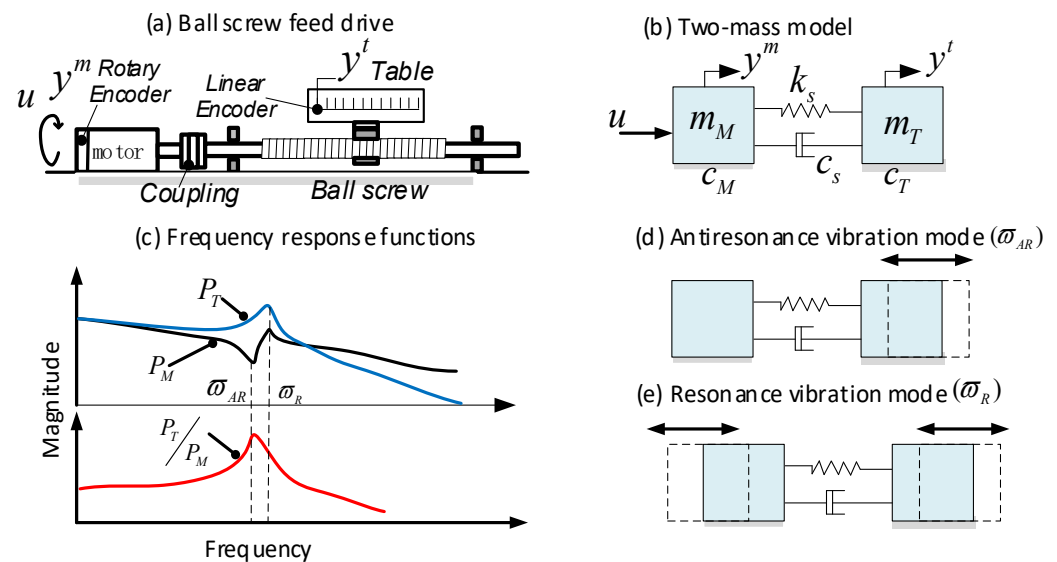 (a) Ball screw feed drive
u
y^m Rotary
Encoder
Linear
Encoder
y^t
Table
motor
Coupling
Ball screw
(b) Two-mass model
y^m
y^t
u
k_s
m_M
m_T
c_M
c_s
c_T
(c) Frequency response functions
Magnitude
P_T
P_M
ϖ_AR
ϖ_R
P_T/P_M
Frequency
(d) Antiresonance vibration mode (ϖ_AR)
(e) Resonance vibration mode (ϖ_R)